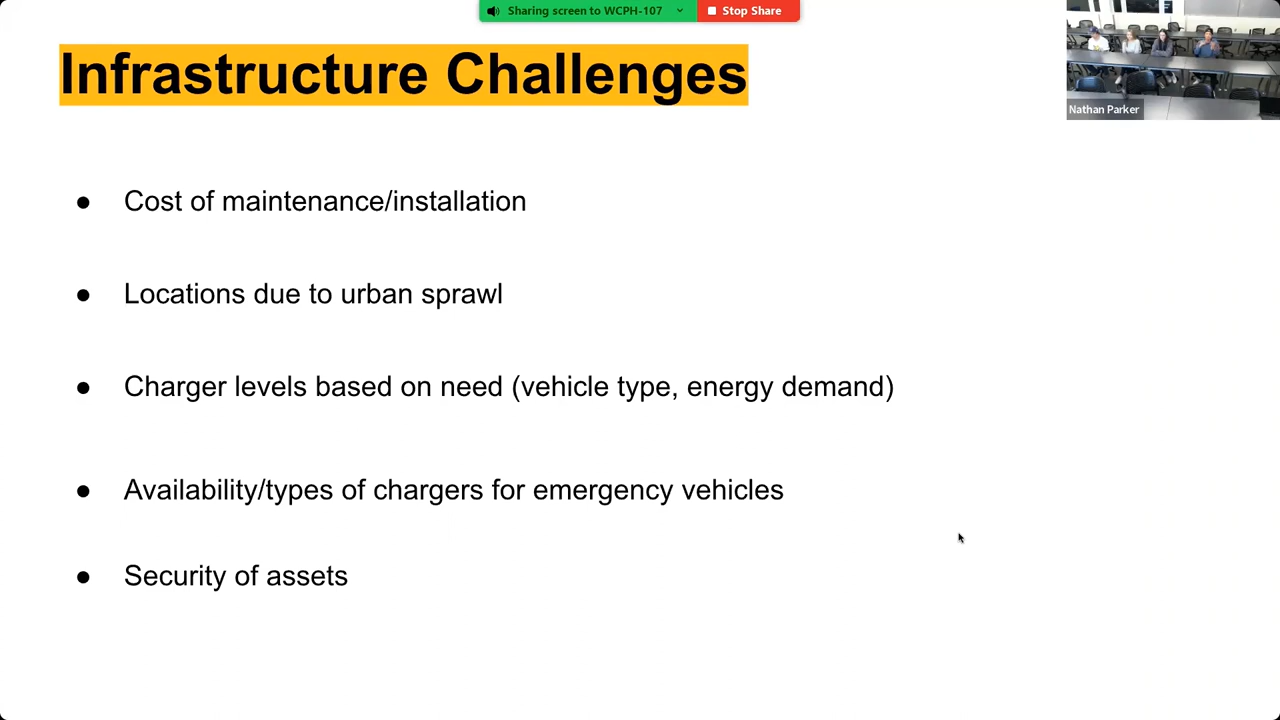 Sharing screen to WCPH-107
Stop Share
Infrastructure Challenges
Nathan Parker
● Cost of maintenance/installation
● Locations due to urban sprawl
● Charger levels based on need (vehicle type, energy demand)
● Availability/types of chargers for emergency vehicles
● Security of assets